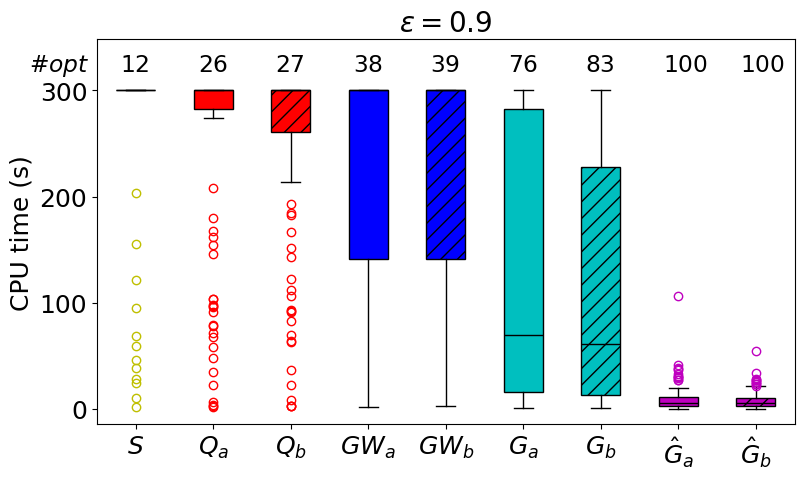 ε = 0.9
#opt 12 26 27 38 39 76 83 100 100
300
200
100
0
CPU time (s)
S Q_a Q_b GW_a GW_b G_a G_b Ĝ_a Ĝ_b